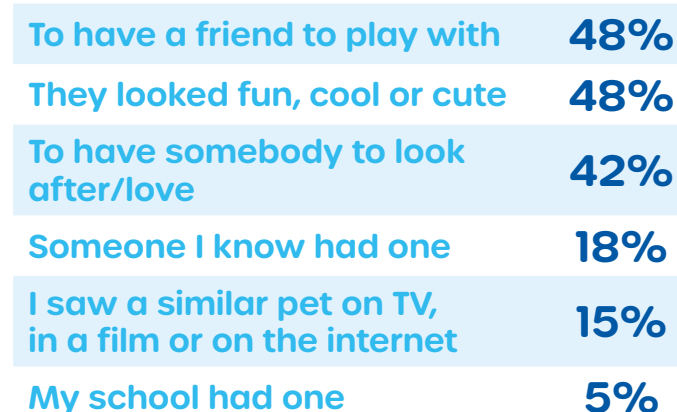 To have a friend to play with 48%
They looked fun, cool or cute 48%
To have somebody to look
after/love 42%
Someone I know had one 18%
I saw a similar pet on TV,
in a film or on the internet 15%
My school had one 5%